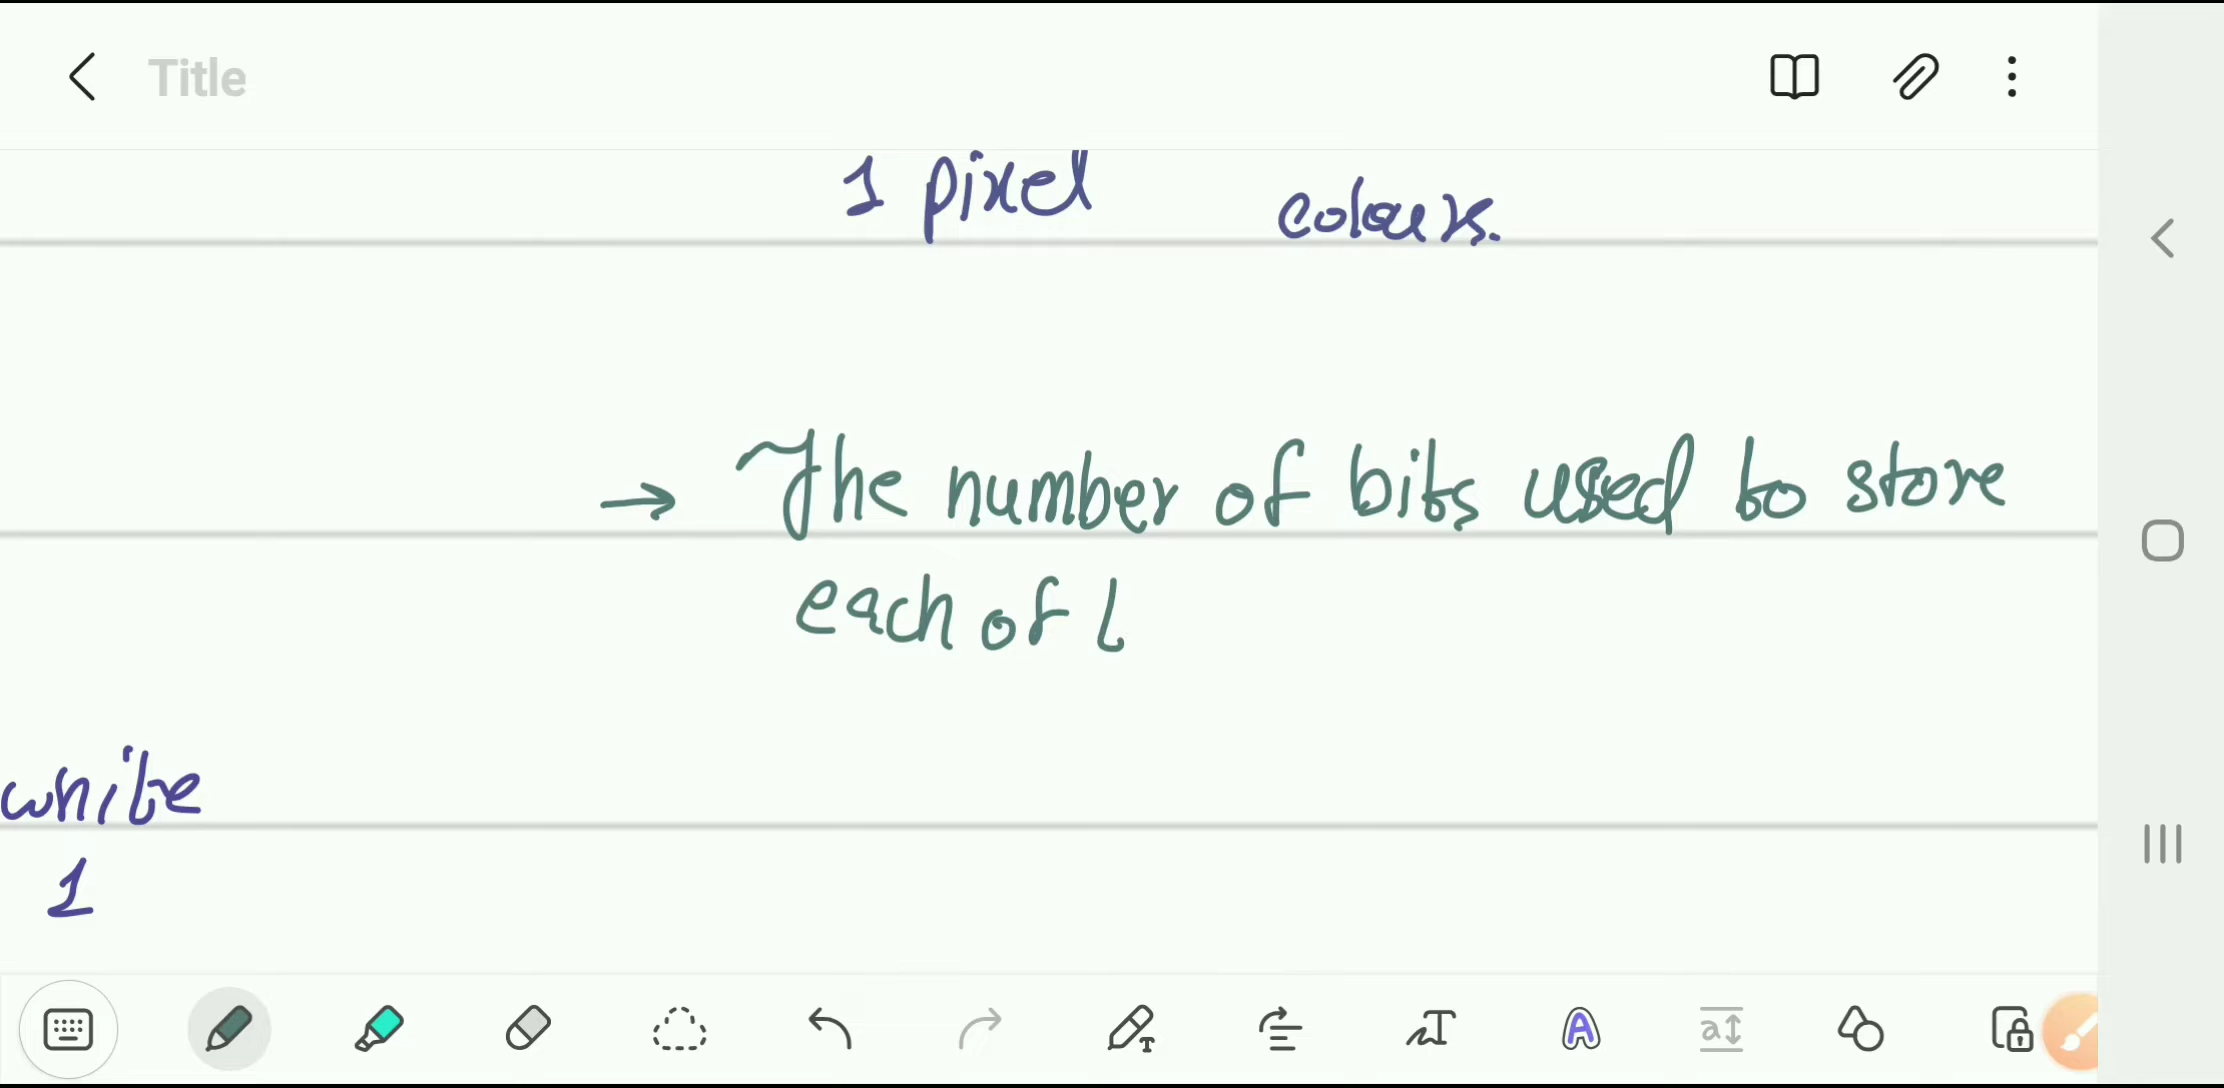 Title
1 pixel colours.
→ The number of bits used to store
each of l
white
1